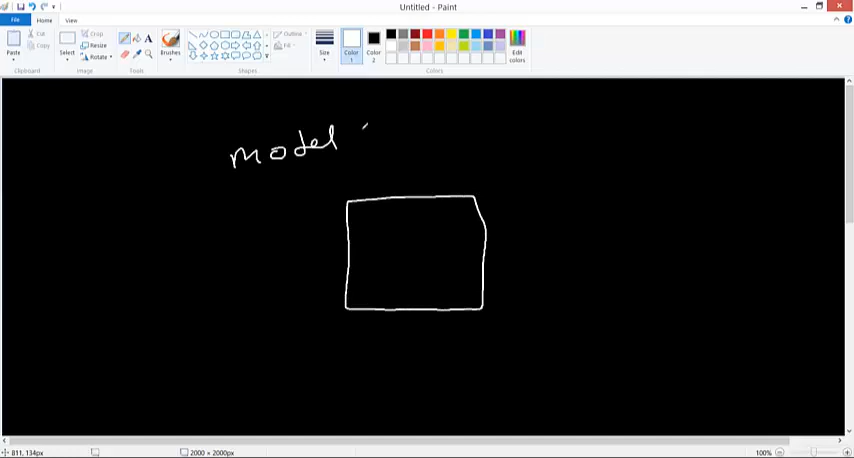 Untitled - Paint
File Home View
Paste
Cut
Copy
Clipboard
Select
Crop
Resize
Rotate
Image
Tools
Brushes
Shapes
Outline
Fill
Size
Color 1
Color 2
Edit colors
Colors
model
811, 134px 2000 × 2000px 100%